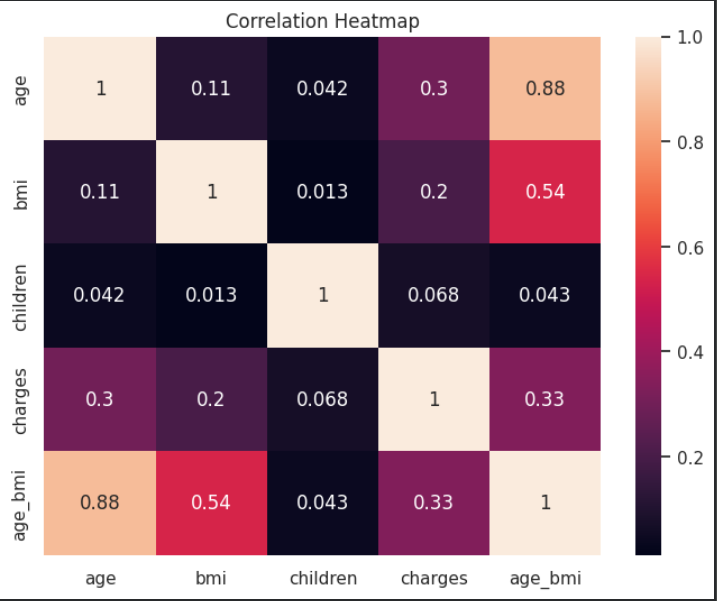 Correlation Heatmap
age 1 0.11 0.042 0.3 0.88
bmi 0.11 1 0.013 0.2 0.54
children 0.042 0.013 1 0.068 0.043
charges 0.3 0.2 0.068 1 0.33
age_bmi 0.88 0.54 0.043 0.33 1
age bmi children charges age_bmi
1.0
0.8
0.6
0.4
0.2